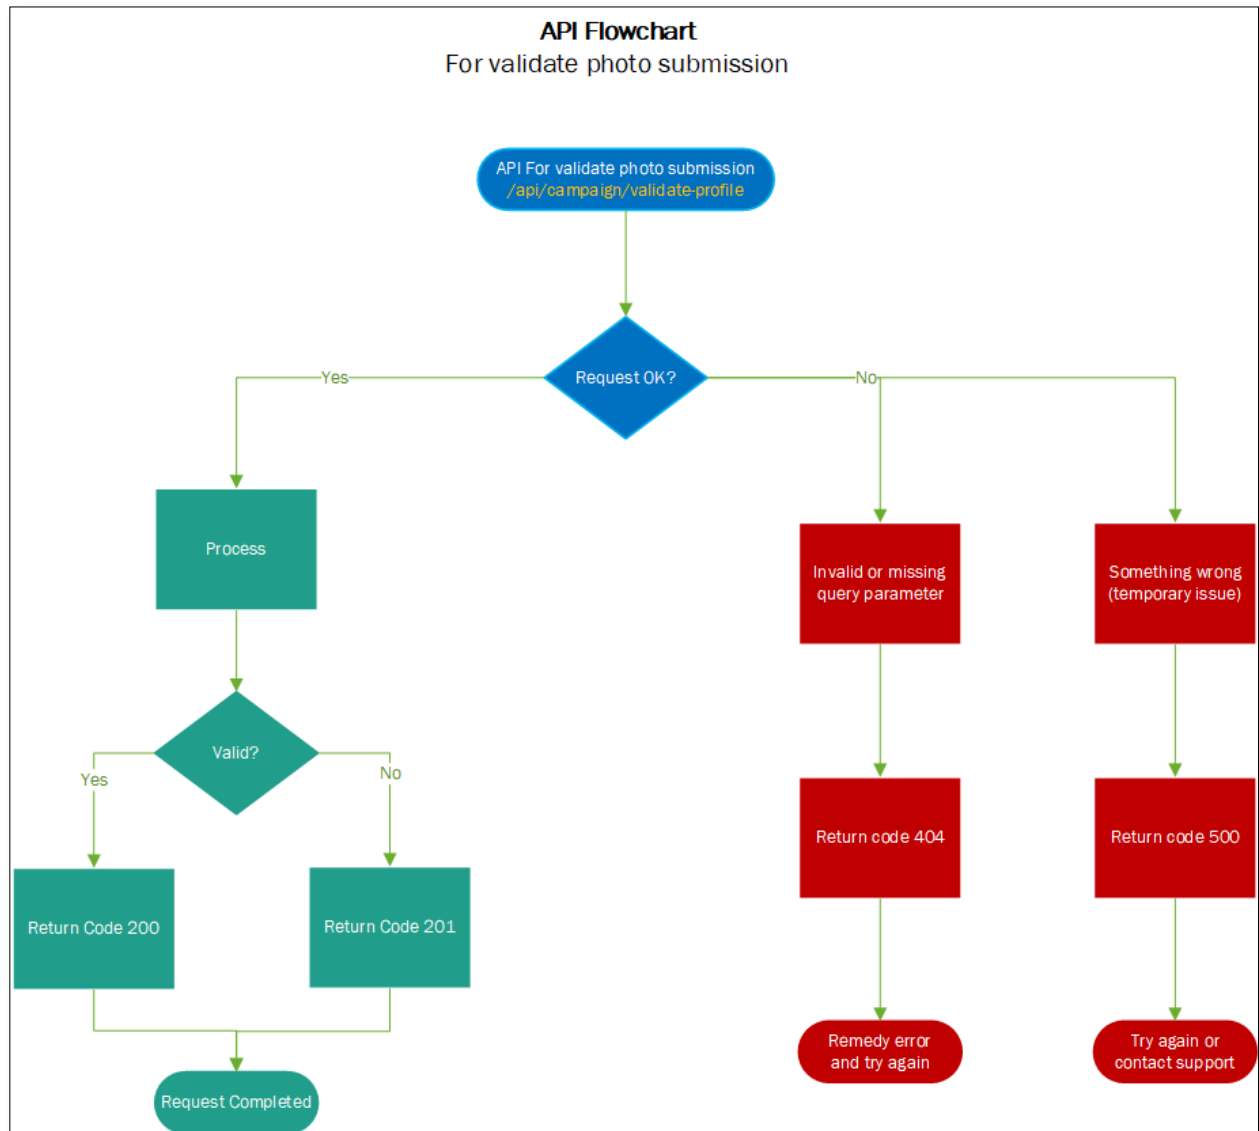 API Flowchart
For validate photo submission
API For validate photo submission
/api/campaign/validate-profile
Request OK?
Yes
No
Process
Invalid or missing
query parameter
Something wrong
(temporary issue)
Valid?
Yes
No
Return code 404
Return code 500
Return Code 200
Return Code 201
Remedy error
and try again
Try again or
contact support
Request Completed